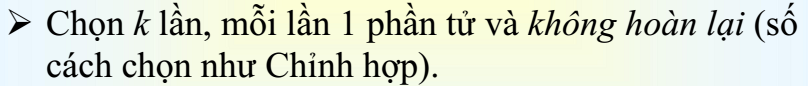 ➢ Chọn k lần, mỗi lần 1 phần tử và không hoàn lại (số
cách chọn như Chỉnh hợp).